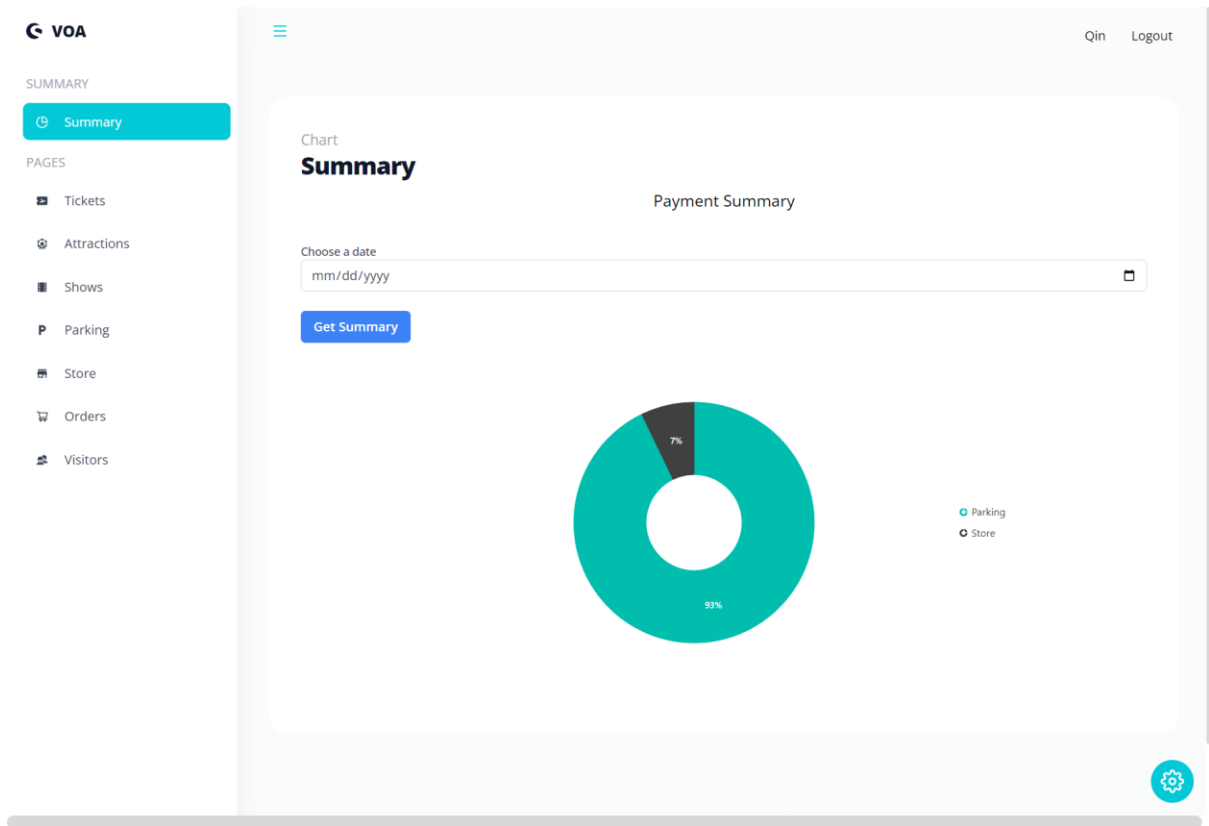 VOA
Qin Logout
SUMMARY
Summary
PAGES
Tickets
Attractions
Shows
P Parking
Store
Orders
Visitors
Chart
Summary
Payment Summary
Choose a date
mm/dd/yyyy
Get Summary
7%
93%
Parking
Store